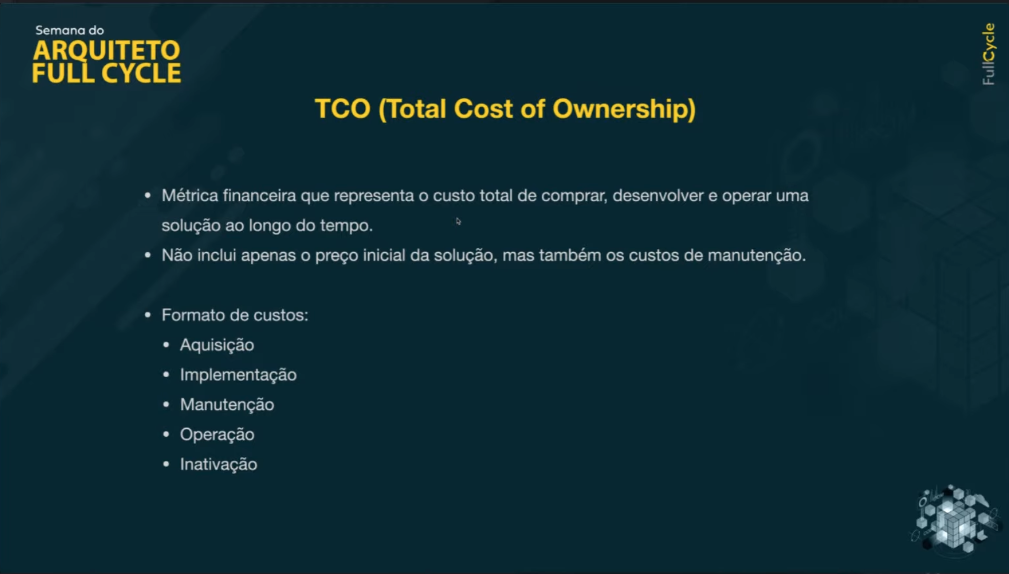 Semana do
ARQUITETO
FULL CYCLE
FullCycle
TCO (Total Cost of Ownership)
• Métrica financeira que representa o custo total de comprar, desenvolver e operar uma
solução ao longo do tempo.
• Não inclui apenas o preço inicial da solução, mas também os custos de manutenção.
• Formato de custos:
• Aquisição
• Implementação
• Manutenção
• Operação
• Inativação